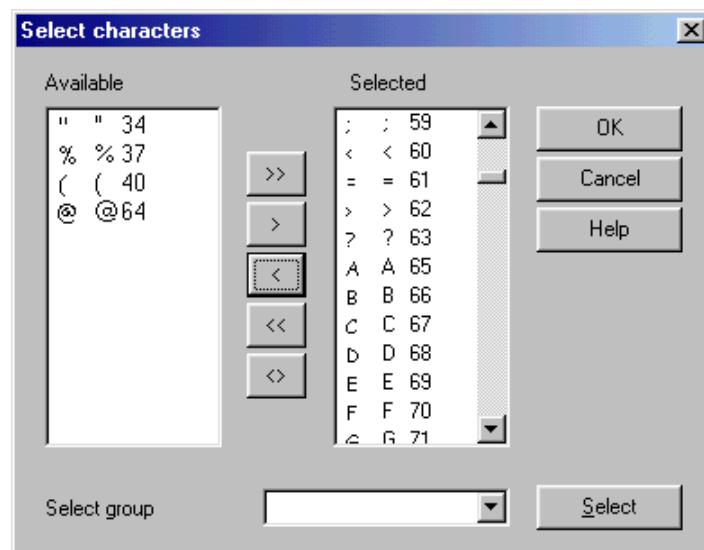 Select characters
Available
" " 34
% % 37
( ( 40
@ @ 64
>>
>
<
<<
<>
Selected
; ; 59
< < 60
= = 61
> > 62
? ? 63
A A 65
B B 66
C C 67
D D 68
E E 69
F F 70
G G 71
OK
Cancel
Help
Select group
Select